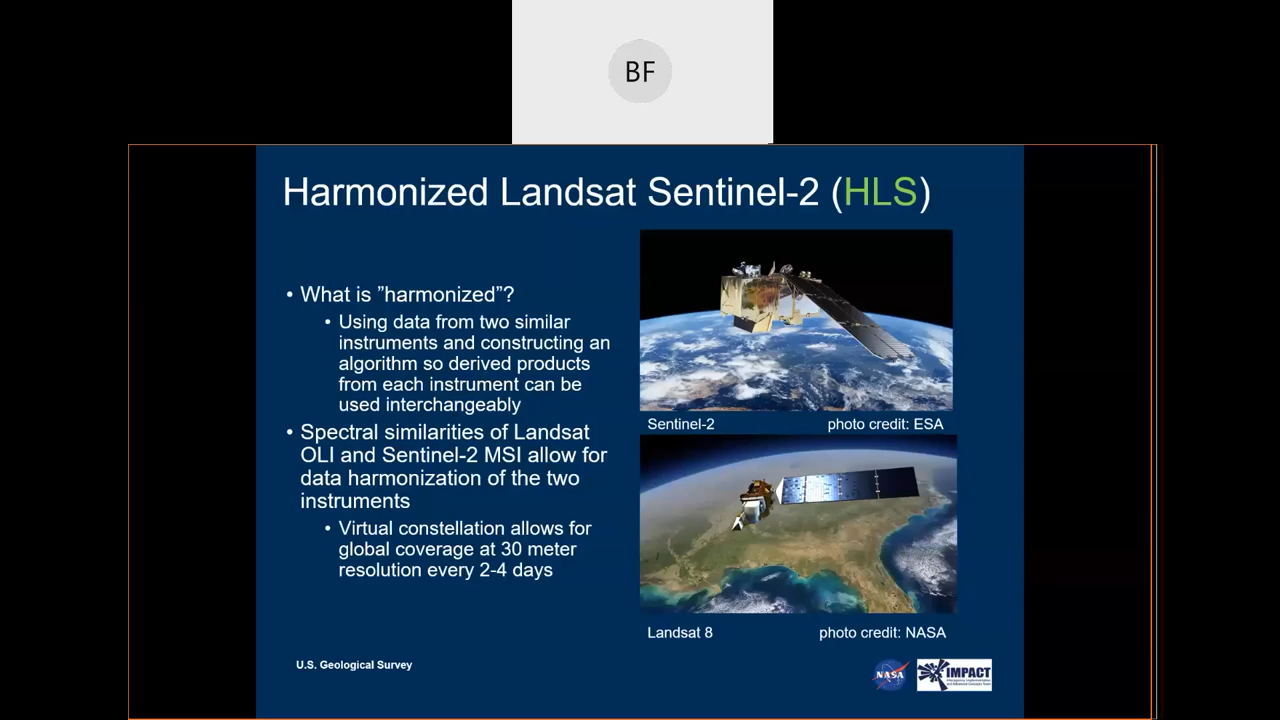 BF
Harmonized Landsat Sentinel-2 (HLS)
• What is ”harmonized”?
• Using data from two similar
instruments and constructing an
algorithm so derived products
from each instrument can be
used interchangeably
• Spectral similarities of Landsat
OLI and Sentinel-2 MSI allow for
data harmonization of the two
instruments
• Virtual constellation allows for
global coverage at 30 meter
resolution every 2-4 days
Sentinel-2 photo credit: ESA
Landsat 8 photo credit: NASA
U.S. Geological Survey
NASA
IMPACT